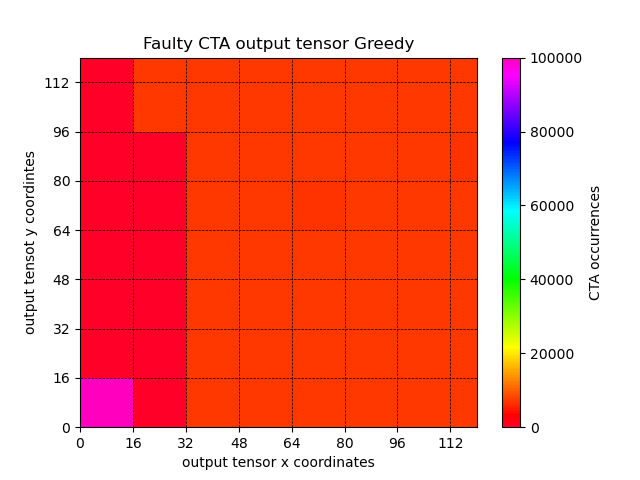 Faulty CTA output tensor Greedy
112
96
80
64
48
32
16
0
output tensot y coordintes
0 16 32 48 64 80 96 112
output tensor x coordinates
100000
80000
60000
40000
20000
0
CTA occurrences